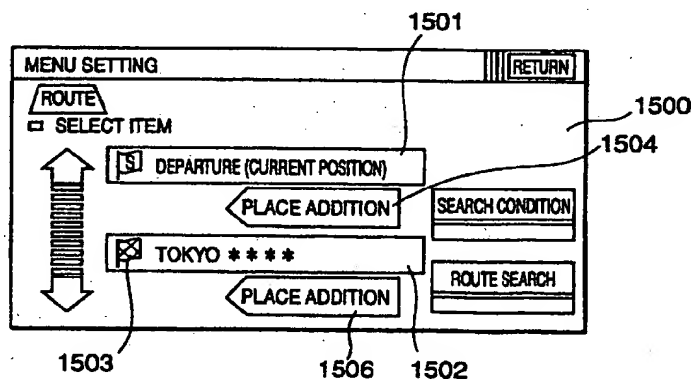 1501
MENU SETTING RETURN
ROUTE
SELECT ITEM
1500
1504
S DEPARTURE (CURRENT POSITION)
PLACE ADDITION SEARCH CONDITION
TOKYO ****
PLACE ADDITION ROUTE SEARCH
1503 1506 1502